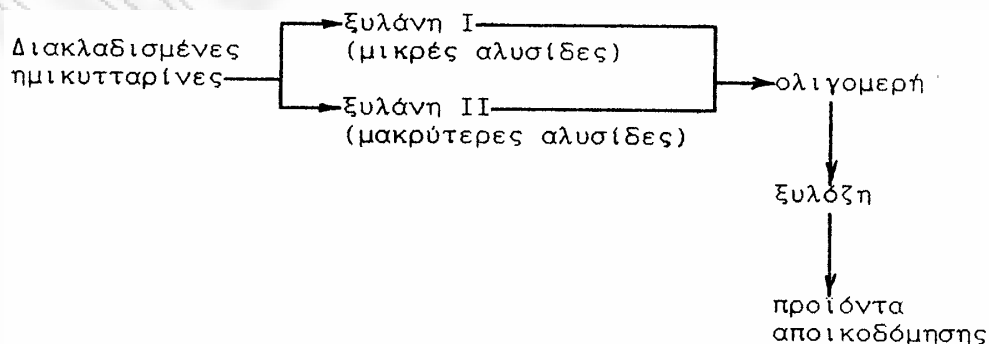 Διακλαδισμένες
ημικυτταρίνες
ξυλάνη I
(μικρές αλυσίδες)
ξυλάνη II
(μακρύτερες αλυσίδες)
ολιγομερή
ξυλόζη
προϊόντα
αποικοδόμησης